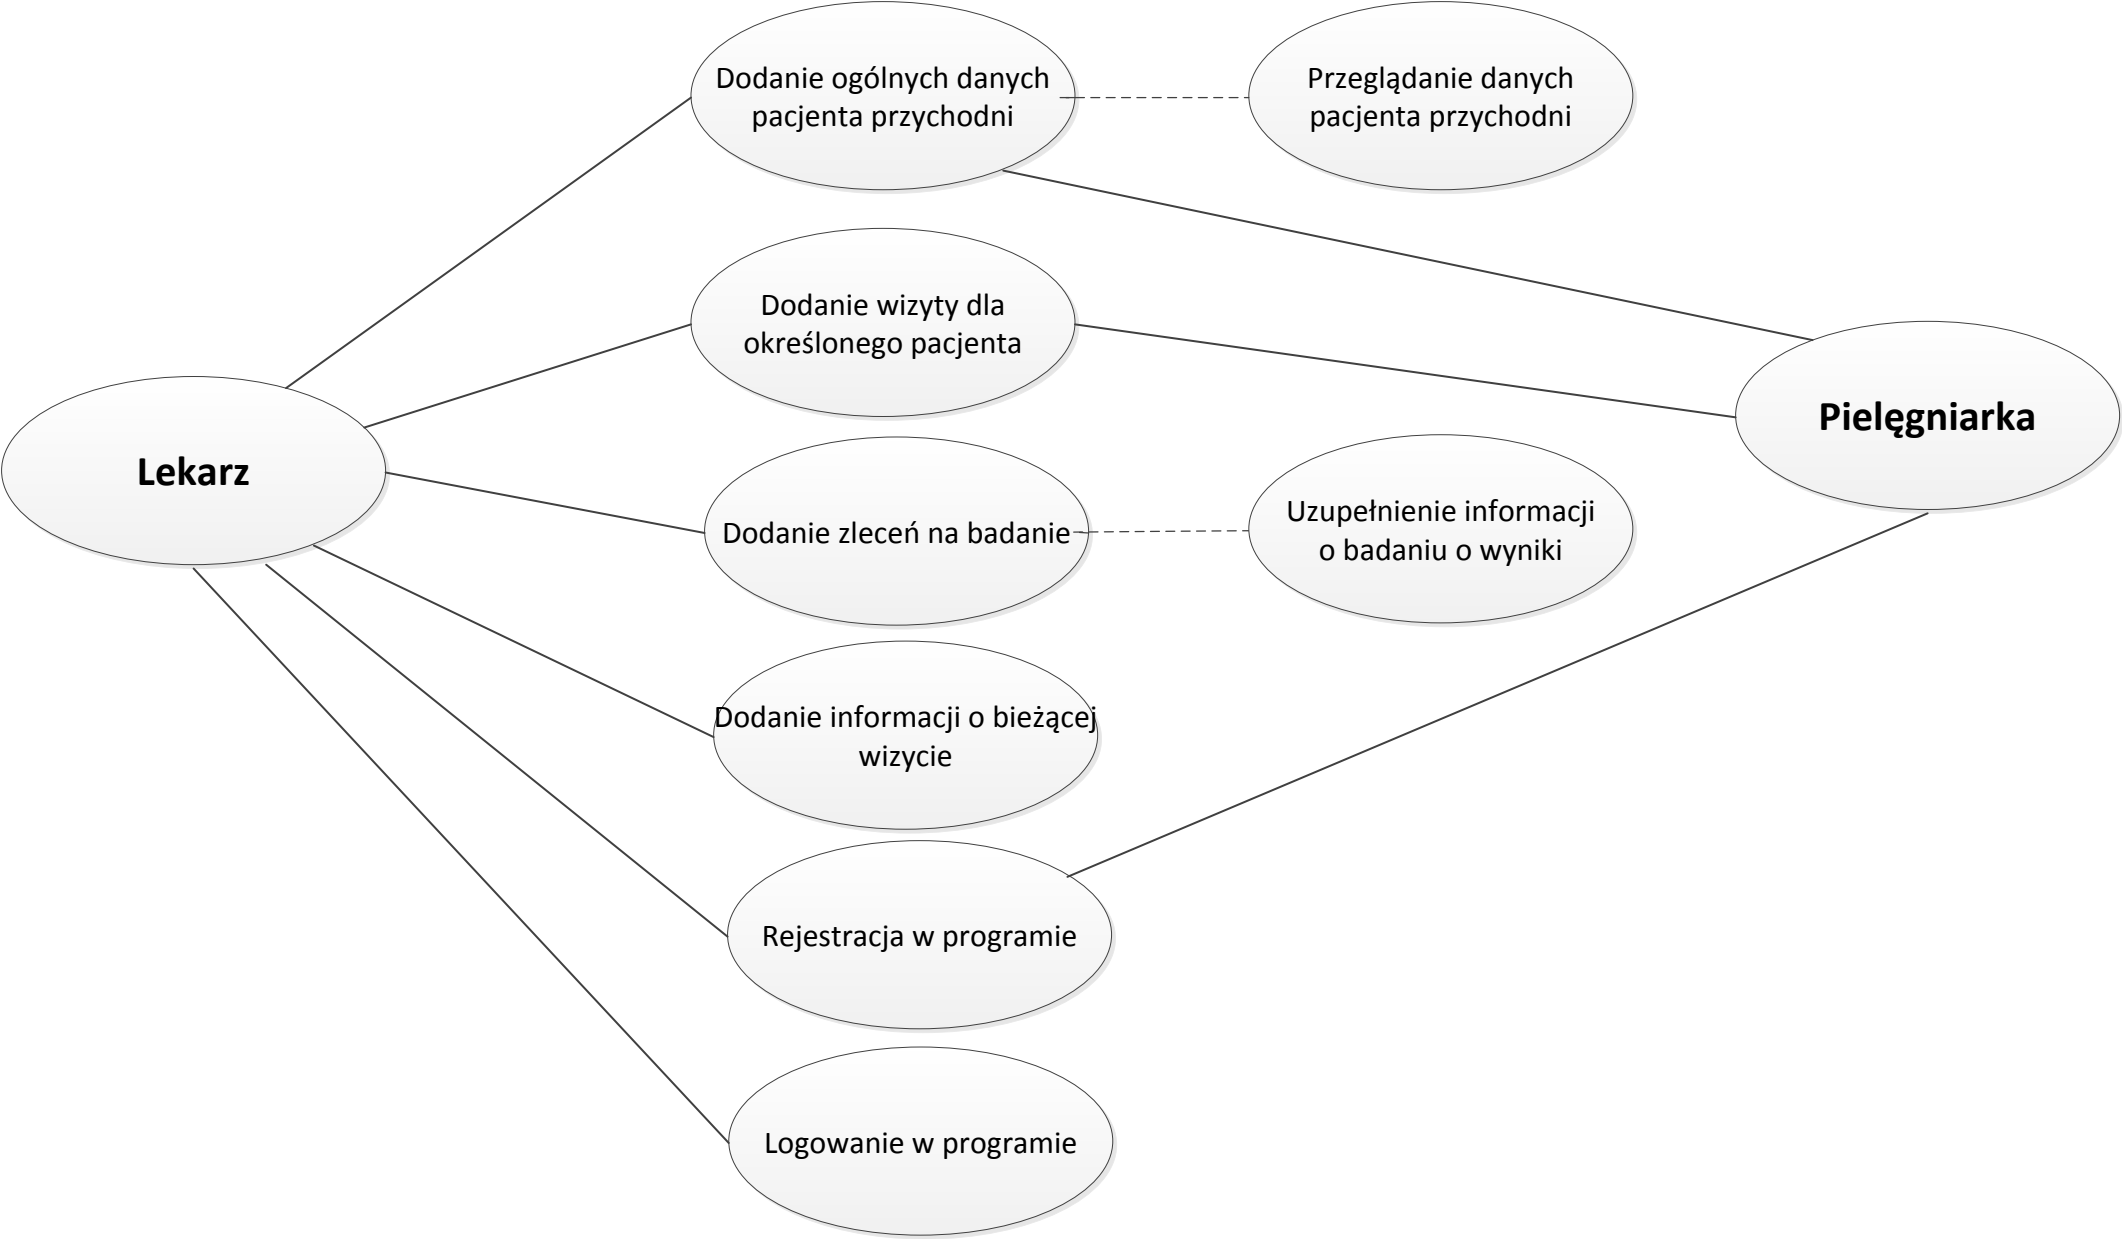 Dodanie ogólnych danych
pacjenta przychodni
Przeglądanie danych
pacjenta przychodni
Dodanie wizyty dla
określonego pacjenta
Pielęgniarka
Lekarz
Dodanie zleceń na badanie
Uzupełnienie informacji
o badaniu o wyniki
Dodanie informacji o bieżącej
wizycie
Rejestracja w programie
Logowanie w programie